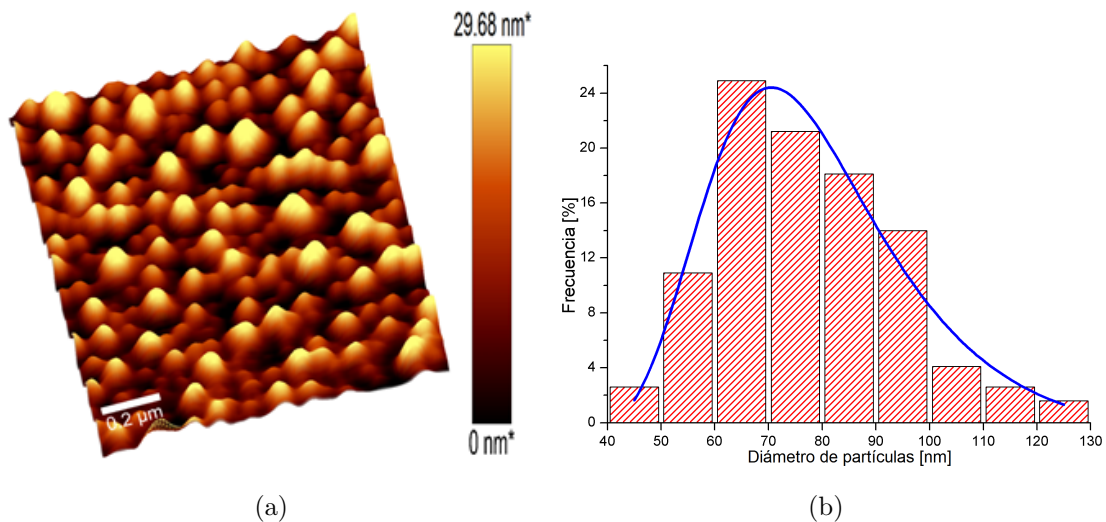 29.68 nm*
0 nm*
0.2 µm
(a)
Frecuencia [%]
24
20
16
12
8
4
0
40 50 60 70 80 90 100 110 120 130
Diámetro de partículas [nm]
(b)